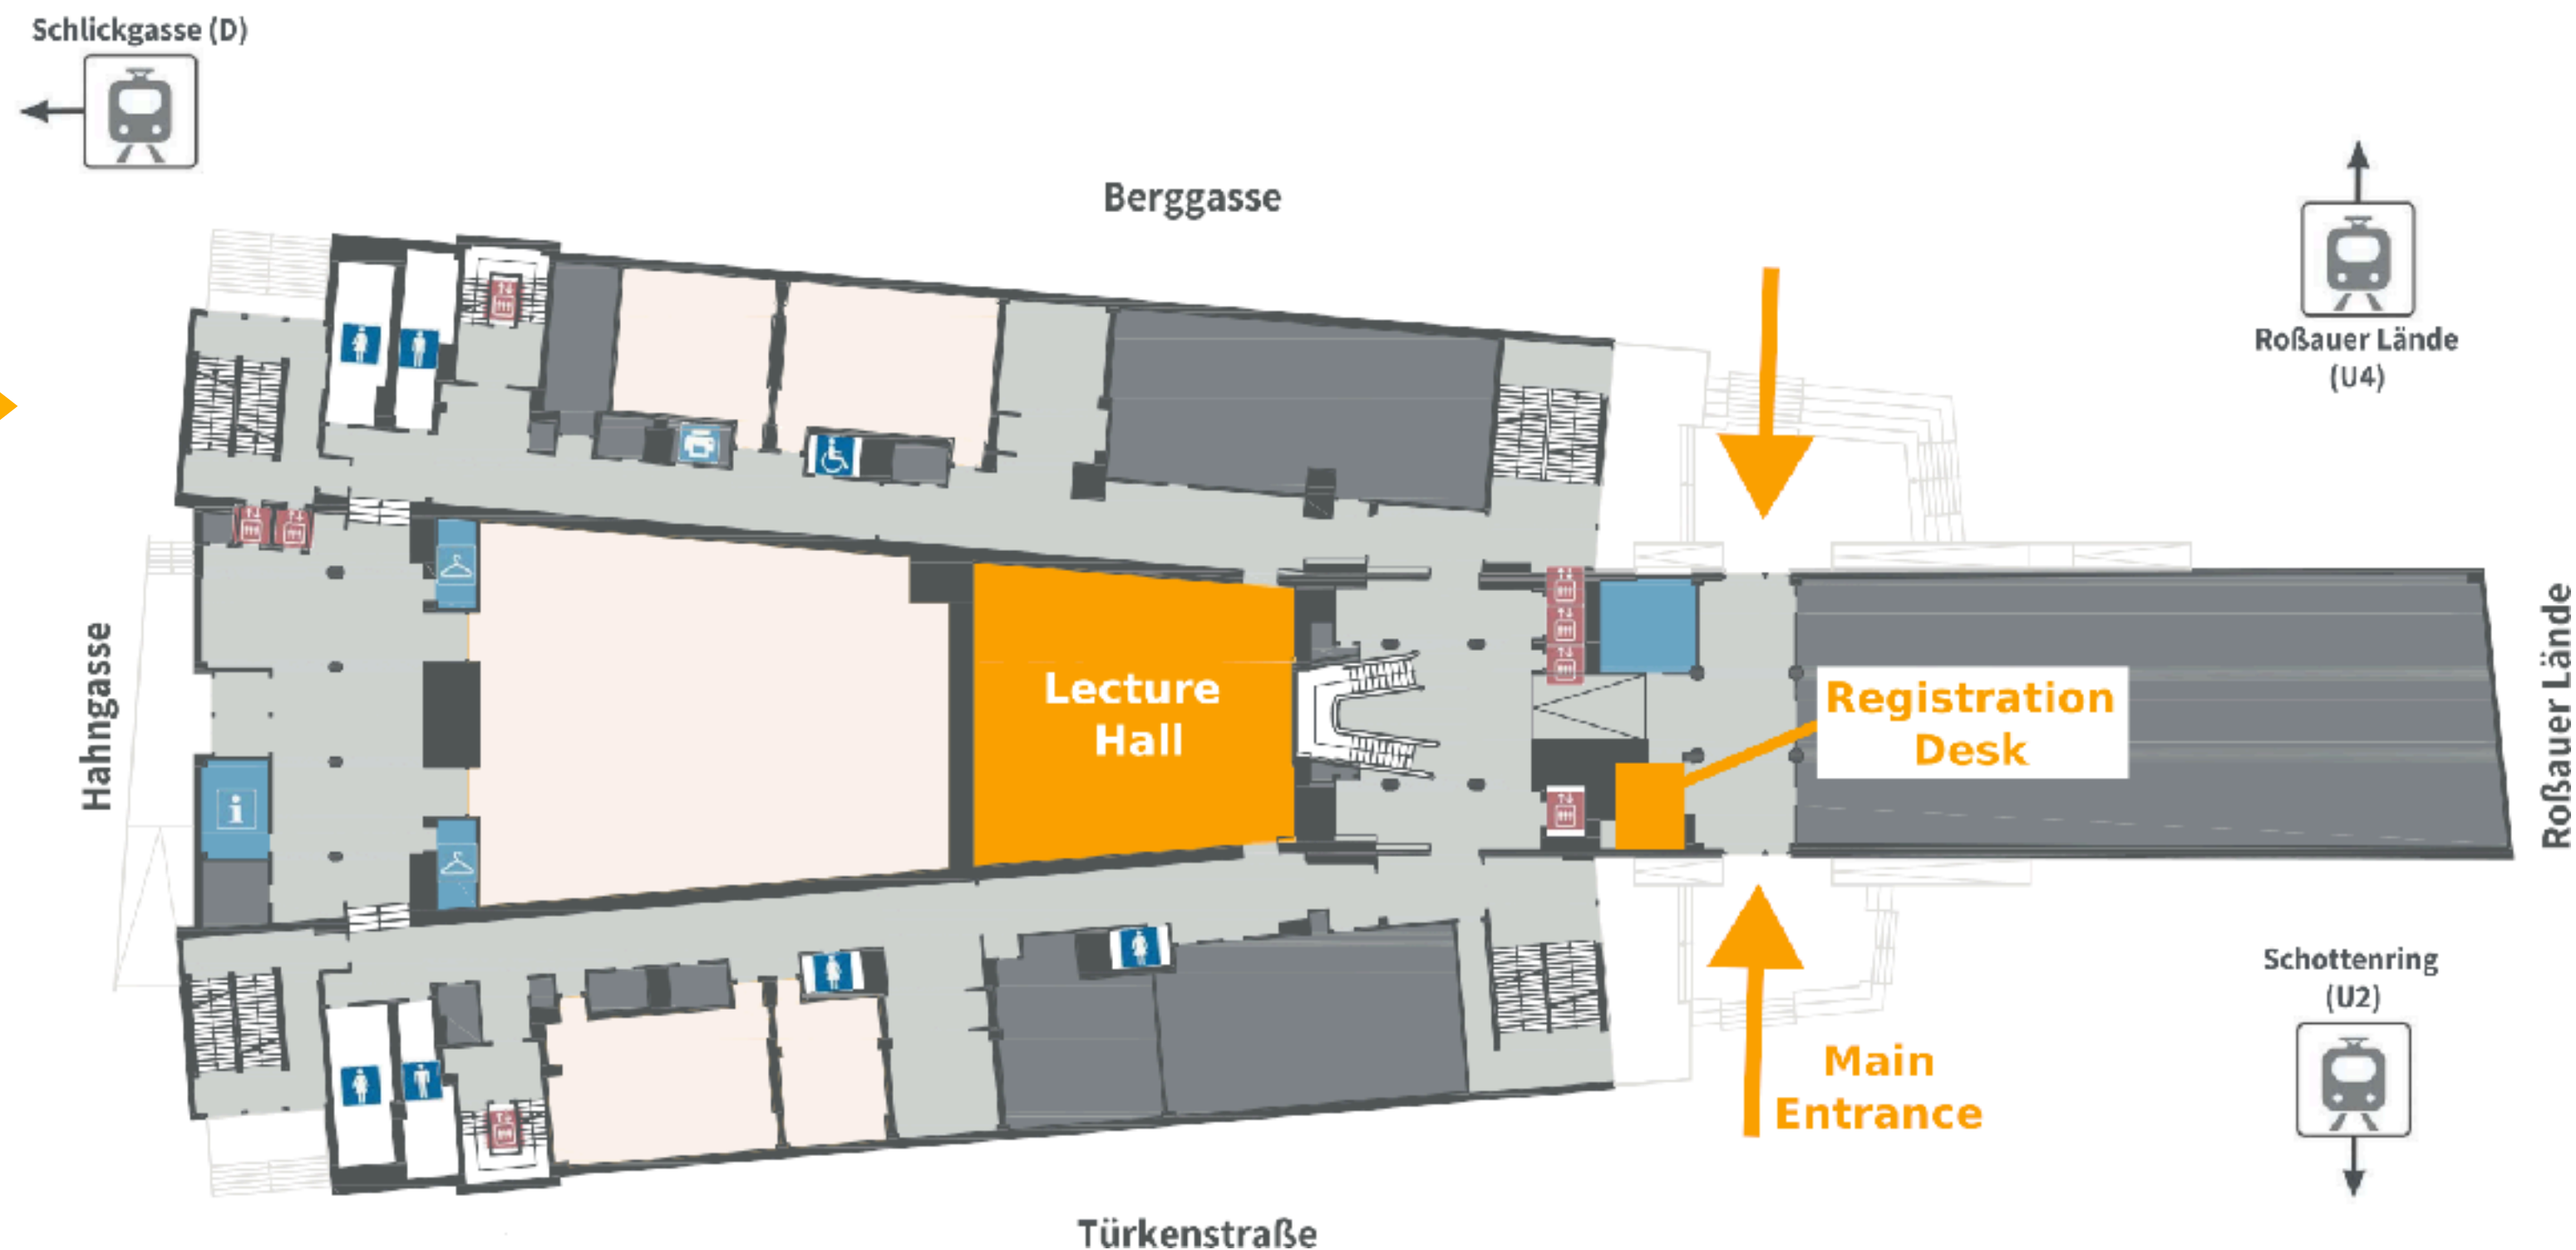 Schlickgasse (D)
Berggasse
Roßauer Lände
(U4)
Hahngasse
Lecture
Hall
Registration
Desk
Roßauer Lände
i
Main
Entrance
Schottenring
(U2)
Türkenstraße